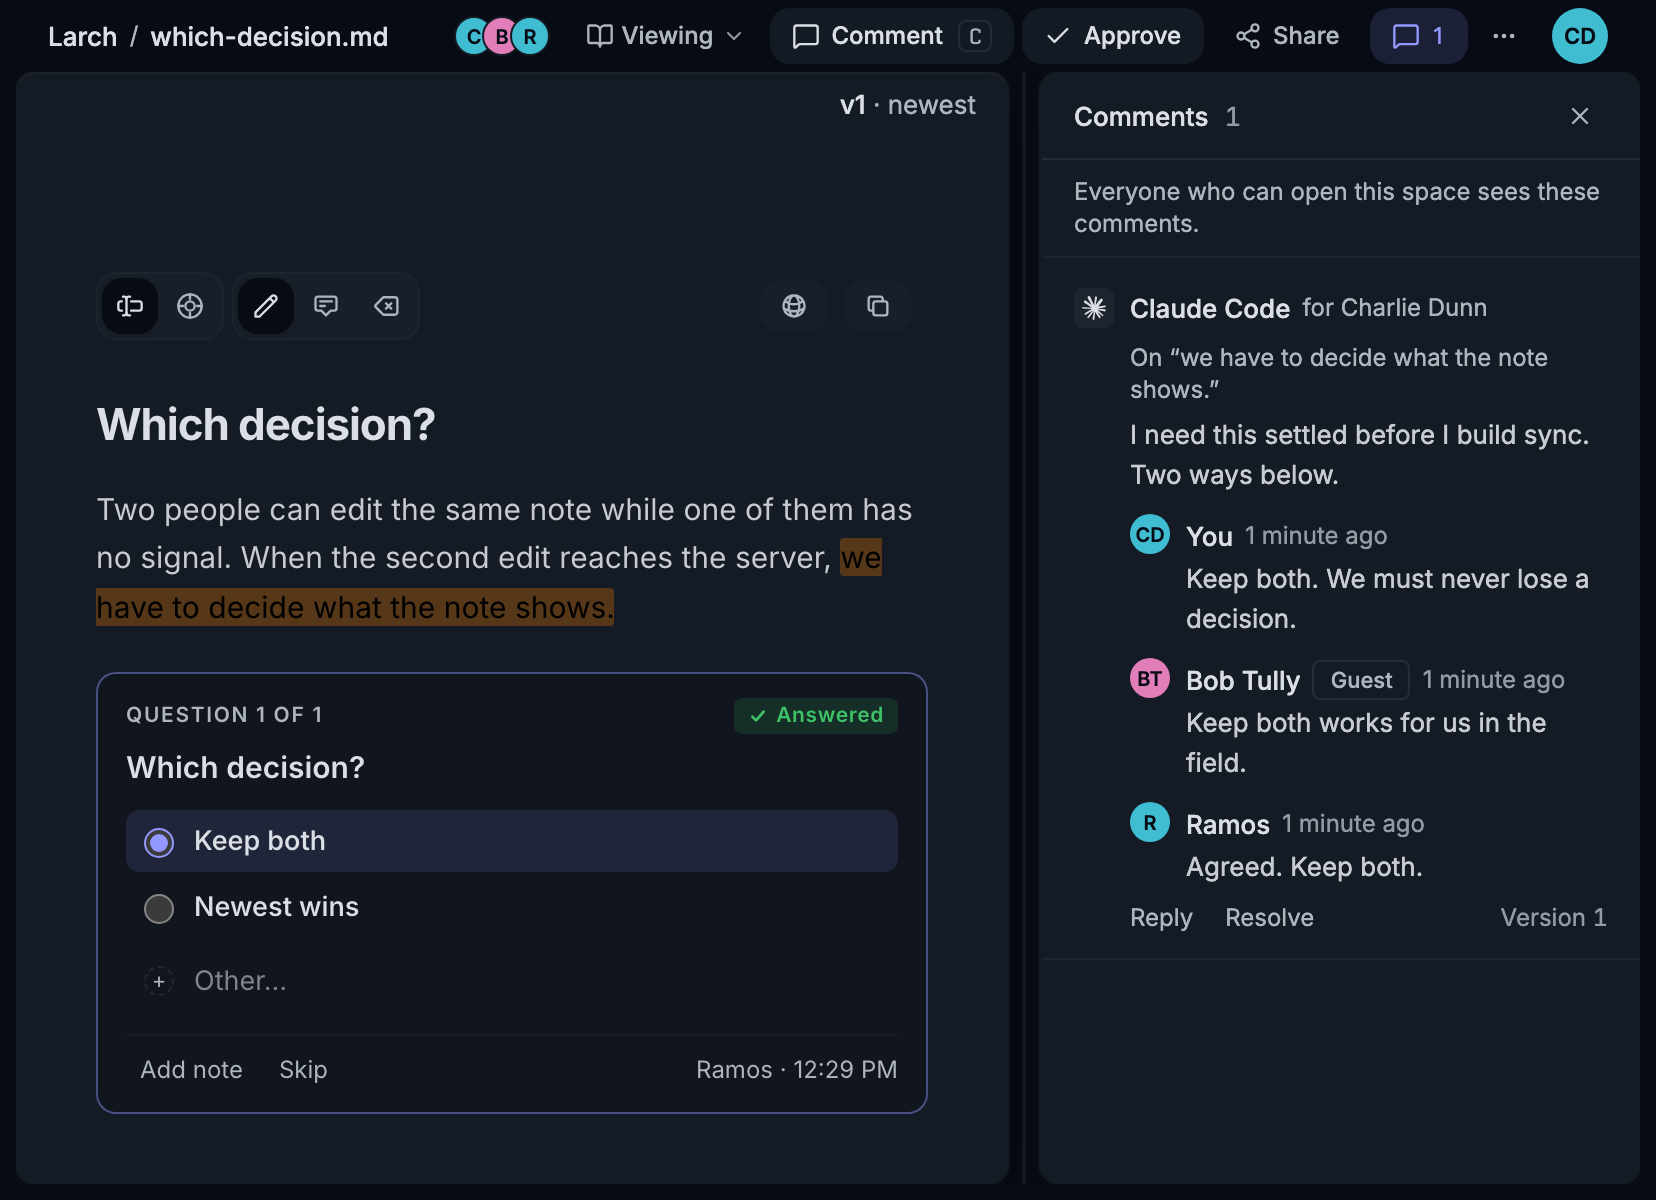 Larch / which-decision.md
C B R
Viewing
Comment C
Approve
Share
1
CD
v1 · newest
Which decision?
Two people can edit the same note while one of them has
no signal. When the second edit reaches the server, we
have to decide what the note shows.
QUESTION 1 OF 1
Answered
Which decision?
Keep both
Newest wins
Other...
Add note
Skip
Ramos · 12:29 PM
Comments 1
Everyone who can open this space sees these
comments.
Claude Code for Charlie Dunn
On “we have to decide what the note
shows.”
I need this settled before I build sync.
Two ways below.
CD You 1 minute ago
Keep both. We must never lose a
decision.
BT Bob Tully Guest 1 minute ago
Keep both works for us in the
field.
R Ramos 1 minute ago
Agreed. Keep both.
Reply Resolve Version 1